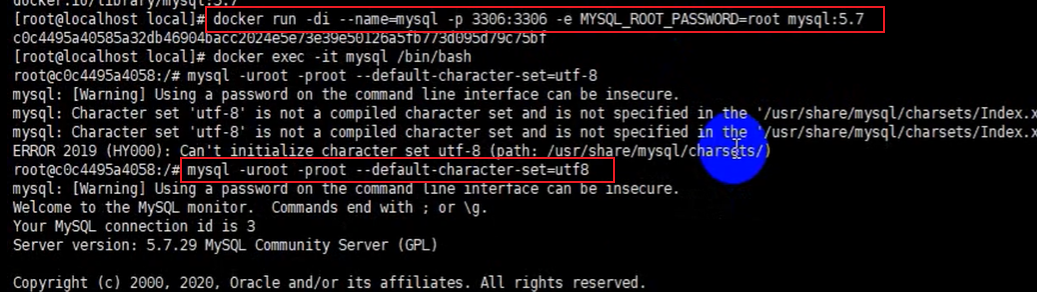 docker.io/library/mysql:5.7
[root@localhost local]# docker run -di --name=mysql -p 3306:3306 -e MYSQL_ROOT_PASSWORD=root mysql:5.7
c0c4495a40585a32db46904bacc2024e5e73e39e50126a5fb773d095d79c75bf
[root@localhost local]# docker exec -it mysql /bin/bash
root@c0c4495a4058:/# mysql -uroot -proot --default-character-set=utf-8
mysql: [Warning] Using a password on the command line interface can be insecure.
mysql: Character set 'utf-8' is not a compiled character set and is not specified in the '/usr/share/mysql/charsets/Index.x
mysql: Character set 'utf-8' is not a compiled character set and is not specified in the '/usr/share/mysql/charsets/Index.x
ERROR 2019 (HY000): Can't initialize character set utf-8 (path: /usr/share/mysql/charsets/)
root@c0c4495a4058:/# mysql -uroot -proot --default-character-set=utf8
mysql: [Warning] Using a password on the command line interface can be insecure.
Welcome to the MySQL monitor.  Commands end with ; or \g.
Your MySQL connection id is 3
Server version: 5.7.29 MySQL Community Server (GPL)
Copyright (c) 2000, 2020, Oracle and/or its affiliates. All rights reserved.